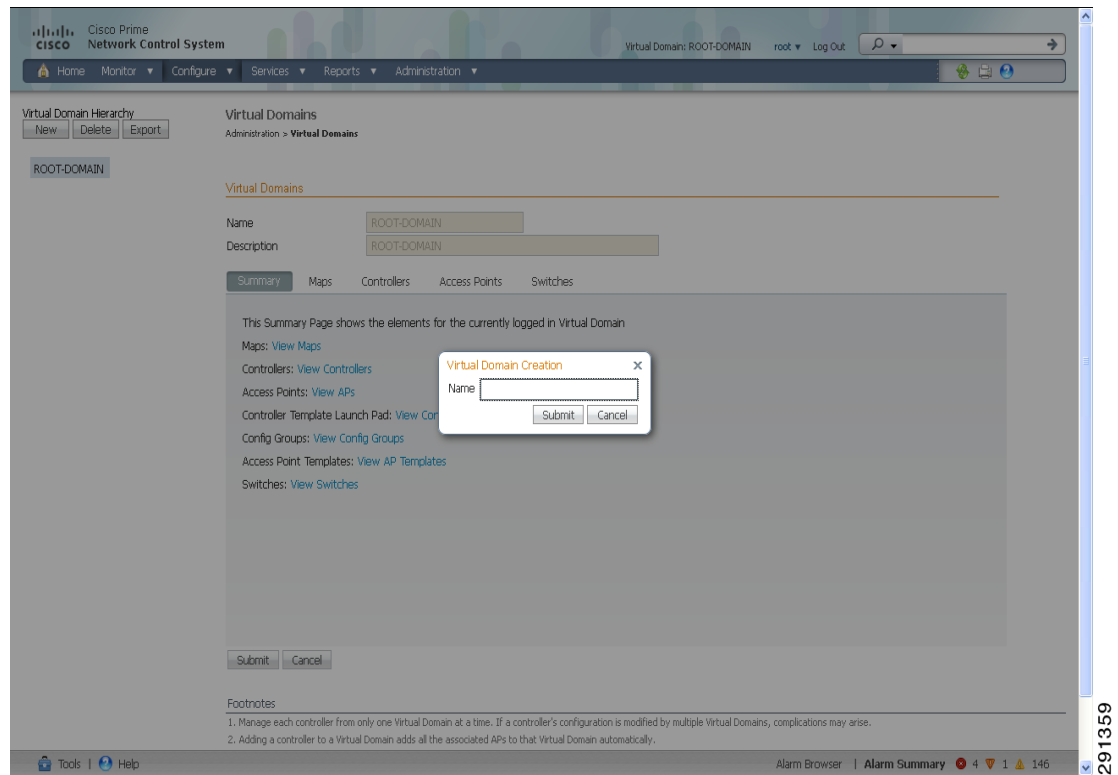 Cisco Prime
CISCO Network Control System
Virtual Domain: ROOT-DOMAIN root Log Out
Home Monitor Configure Services Reports Administration
Virtual Domain Hierarchy
New Delete Export
ROOT-DOMAIN
Virtual Domains
Administration > Virtual Domains
Virtual Domains
Name ROOT-DOMAIN
Description ROOT-DOMAIN
Summary Maps Controllers Access Points Switches
This Summary Page shows the elements for the currently logged in Virtual Domain
Maps: View Maps
Controllers: View Controllers
Access Points: View APs
Controller Template Launch Pad: View Cor
Config Groups: View Config Groups
Access Point Templates: View AP Templates
Switches: View Switches
Virtual Domain Creation x
Name
Submit Cancel
Submit Cancel
Footnotes
1. Manage each controller from only one Virtual Domain at a time. If a controller's configuration is modified by multiple Virtual Domains, complications may arise.
2. Adding a controller to a Virtual Domain adds all the associated APs to that Virtual Domain automatically.
Tools | Help
Alarm Browser | Alarm Summary 4 1 146
291359